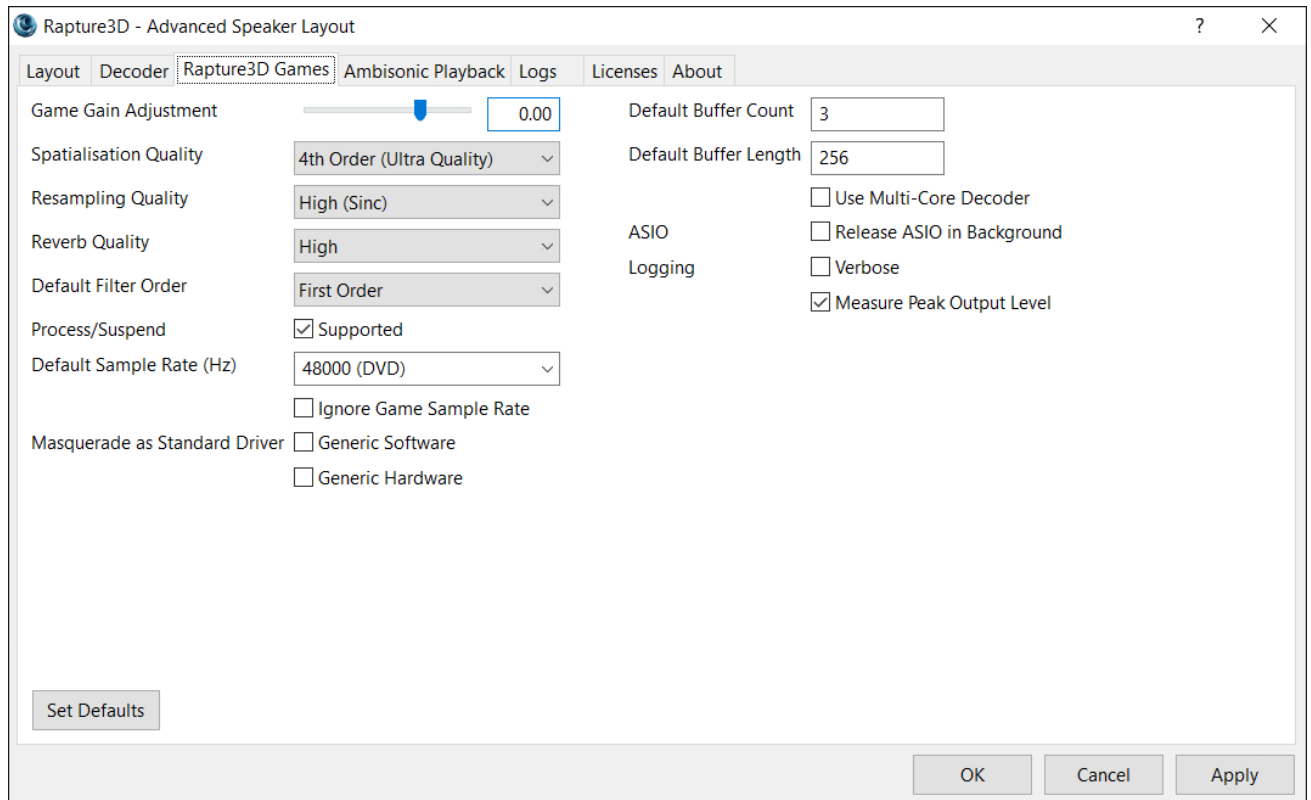 Rapture3D - Advanced Speaker Layout
?
Layout Decoder Rapture3D Games Ambisonic Playback Logs Licenses About
Game Gain Adjustment 0.00
Spatialisation Quality 4th Order (Ultra Quality)
Resampling Quality High (Sinc)
Reverb Quality High
Default Filter Order First Order
Process/Suspend Supported
Default Sample Rate (Hz) 48000 (DVD)
Ignore Game Sample Rate
Masquerade as Standard Driver Generic Software
Generic Hardware
Default Buffer Count 3
Default Buffer Length 256
Use Multi-Core Decoder
ASIO Release ASIO in Background
Logging Verbose
Measure Peak Output Level
Set Defaults
OK Cancel Apply